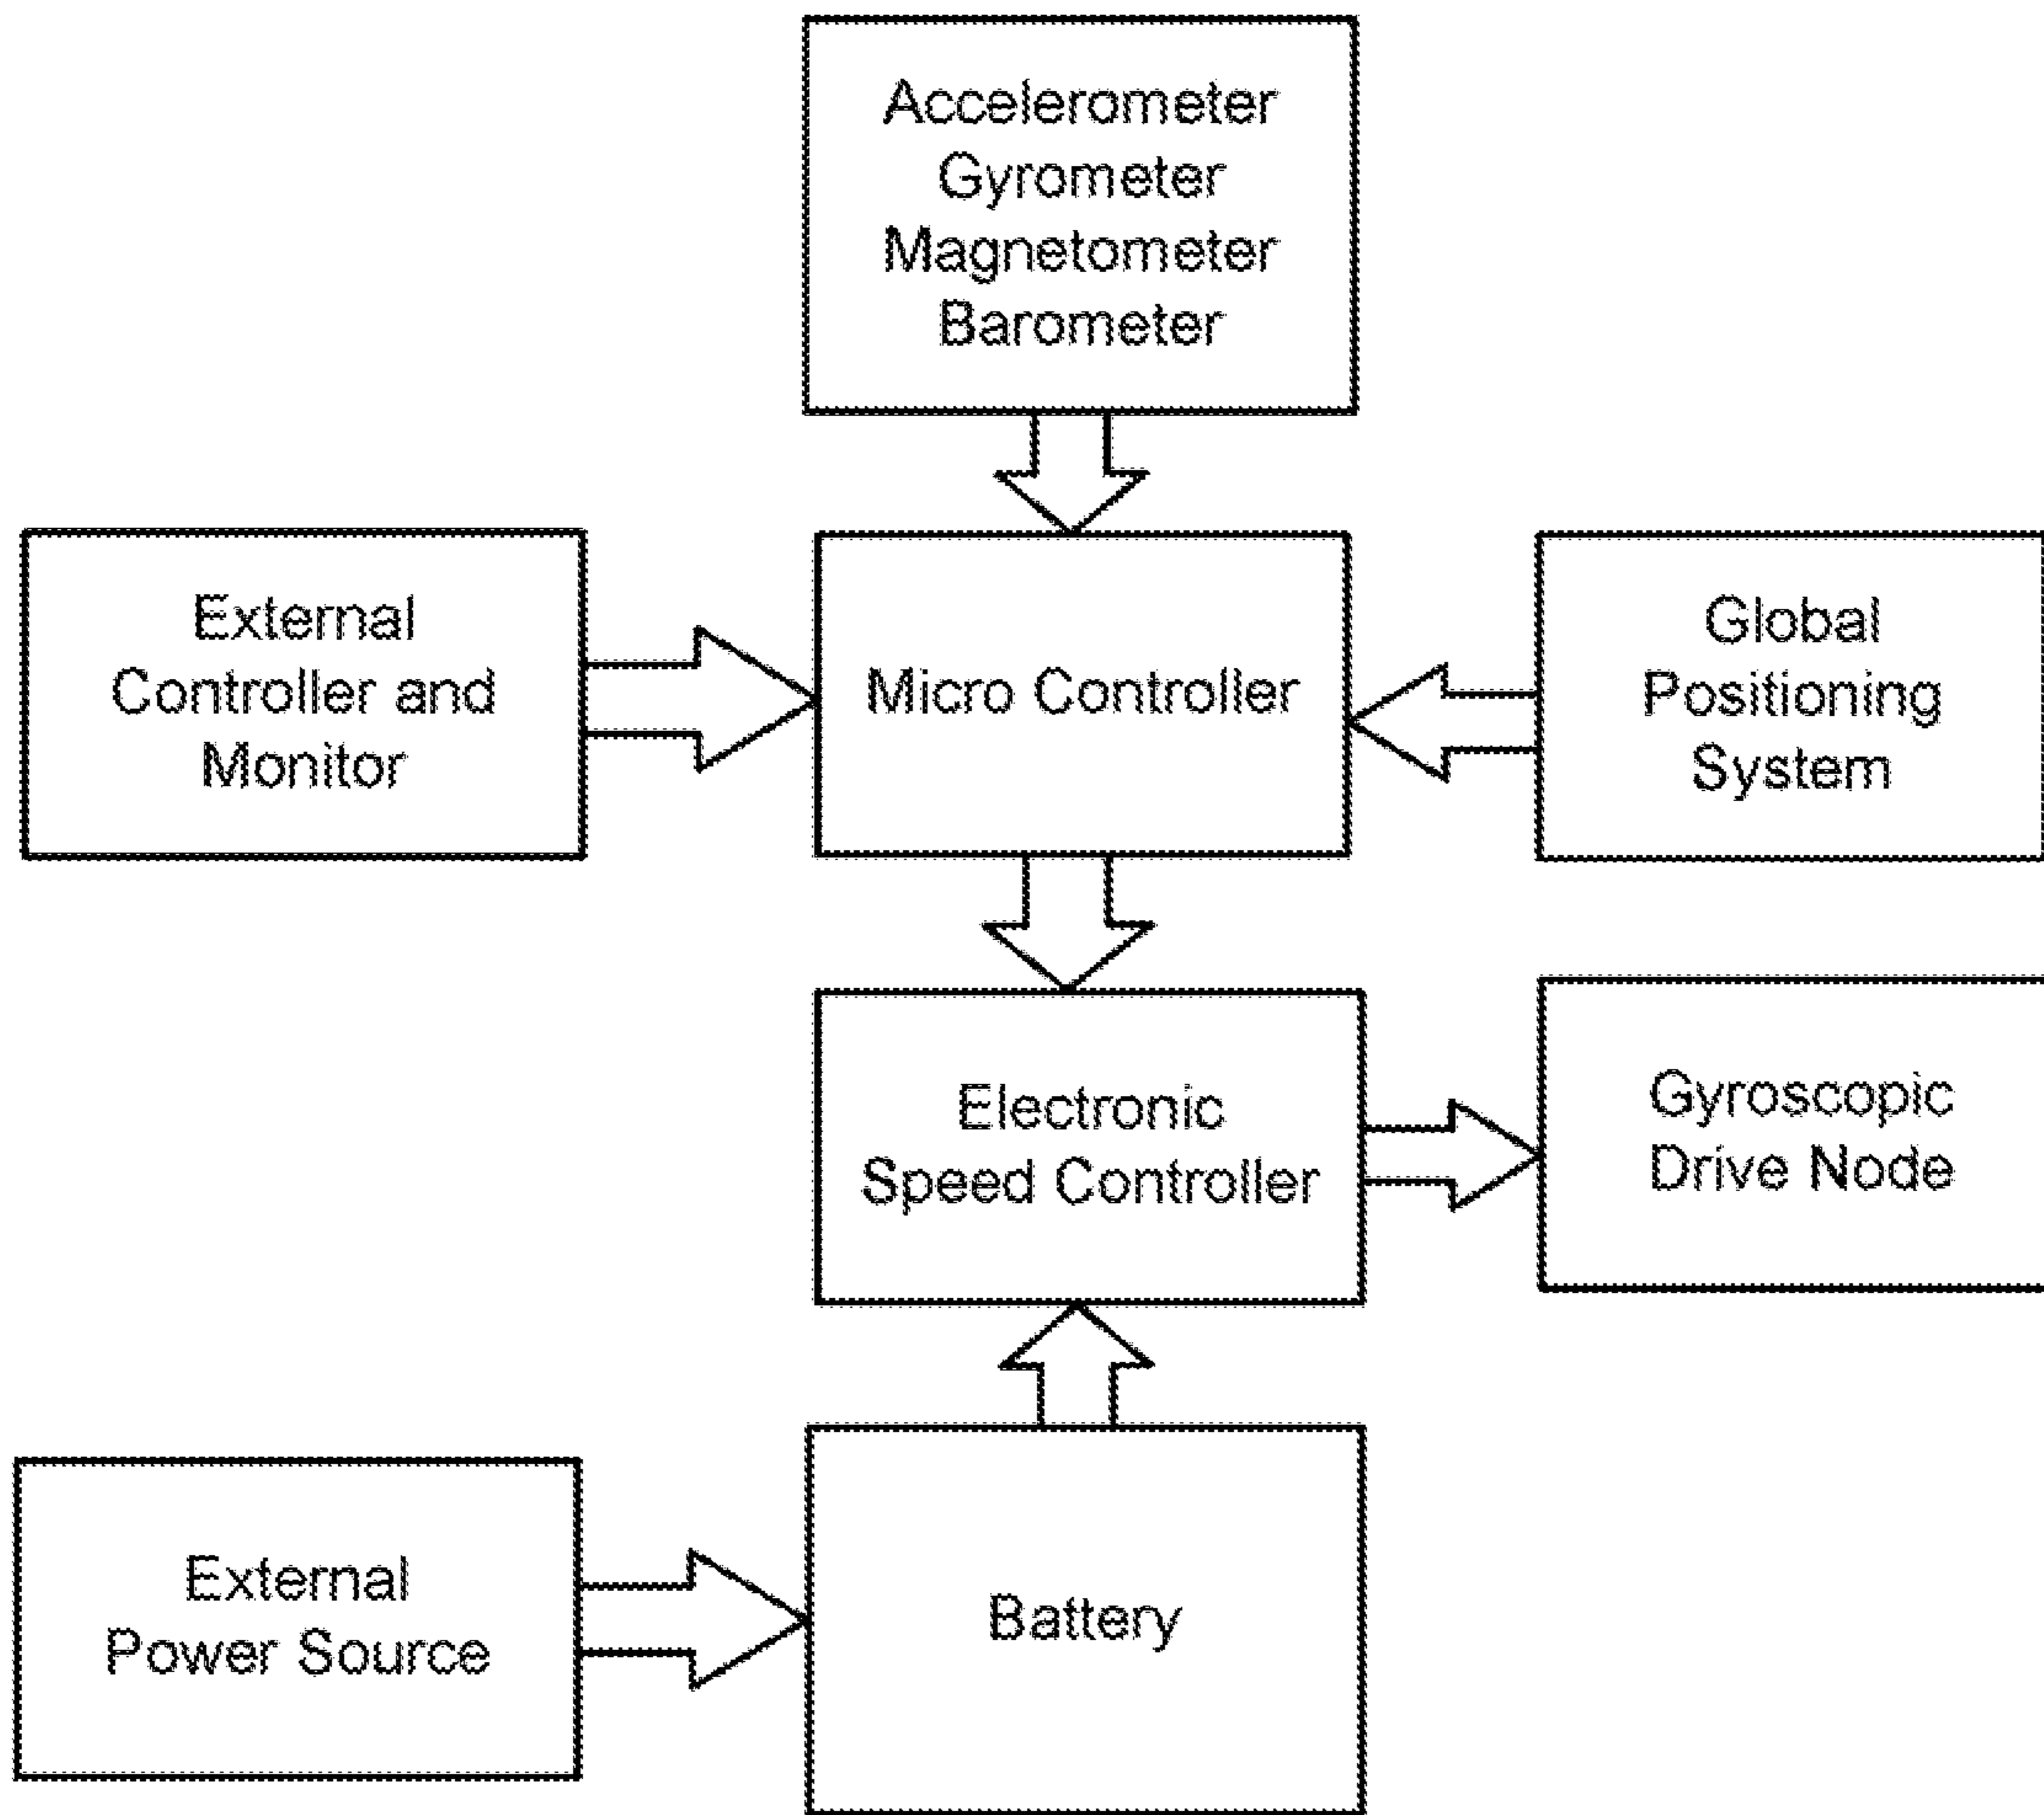 Accelerometer
Gyrometer
Magnetometer
Barometer
External
Controller and
Monitor
Micro Controller
Global
Positioning
System
Electronic
Speed Controller
Gyroscopic
Drive Node
External
Power Source
Battery